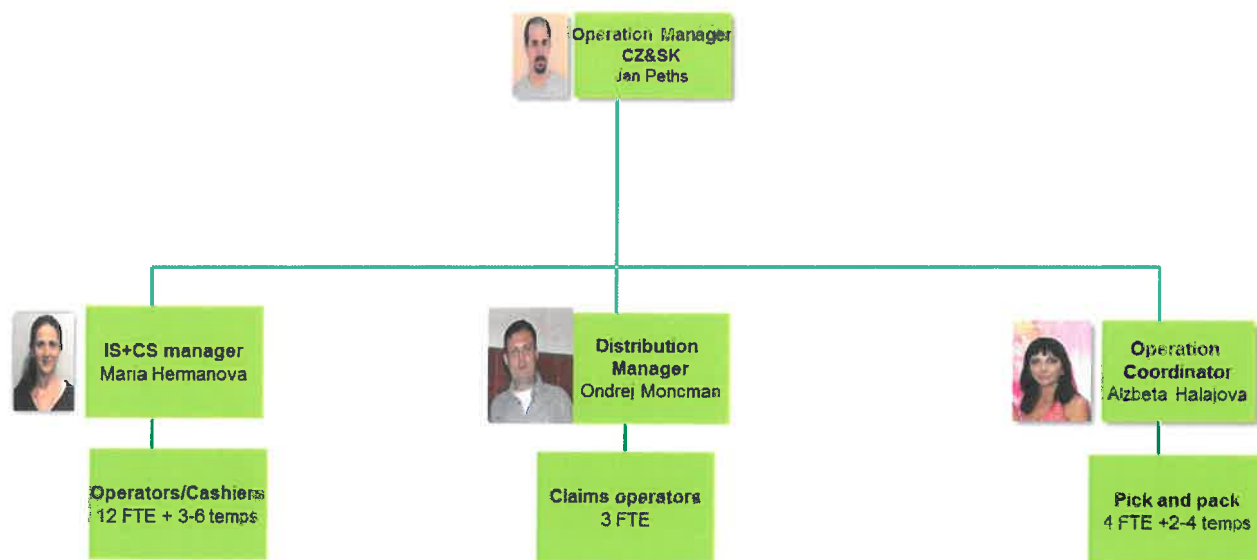 Operation Manager
CZ&SK
Jan Peths
IS+CS manager
Maria Hermanova
Distribution
Manager
Ondrej Moncman
Operation
Coordinator
Alzbeta Halajova
Operators/Cashiers
12 FTE + 3-6 temps
Claims operators
3 FTE
Pick and pack
4 FTE +2-4 temps